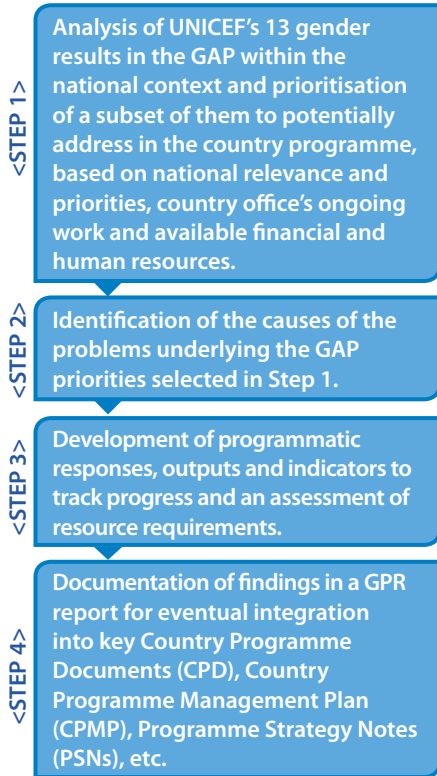 <STEP 1>
Analysis of UNICEF's 13 gender
results in the GAP within the
national context and prioritisation
of a subset of them to potentially
address in the country programme,
based on national relevance and
priorities, country office's ongoing
work and available financial and
human resources.
<STEP 2>
Identification of the causes of the
problems underlying the GAP
priorities selected in Step 1.
<STEP 3>
Development of programmatic
responses, outputs and indicators to
track progress and an assessment of
resource requirements.
<STEP 4>
Documentation of findings in a GPR
report for eventual integration
into key Country Programme
Documents (CPD), Country
Programme Management Plan
(CPMP), Programme Strategy Notes
(PSNs), etc.